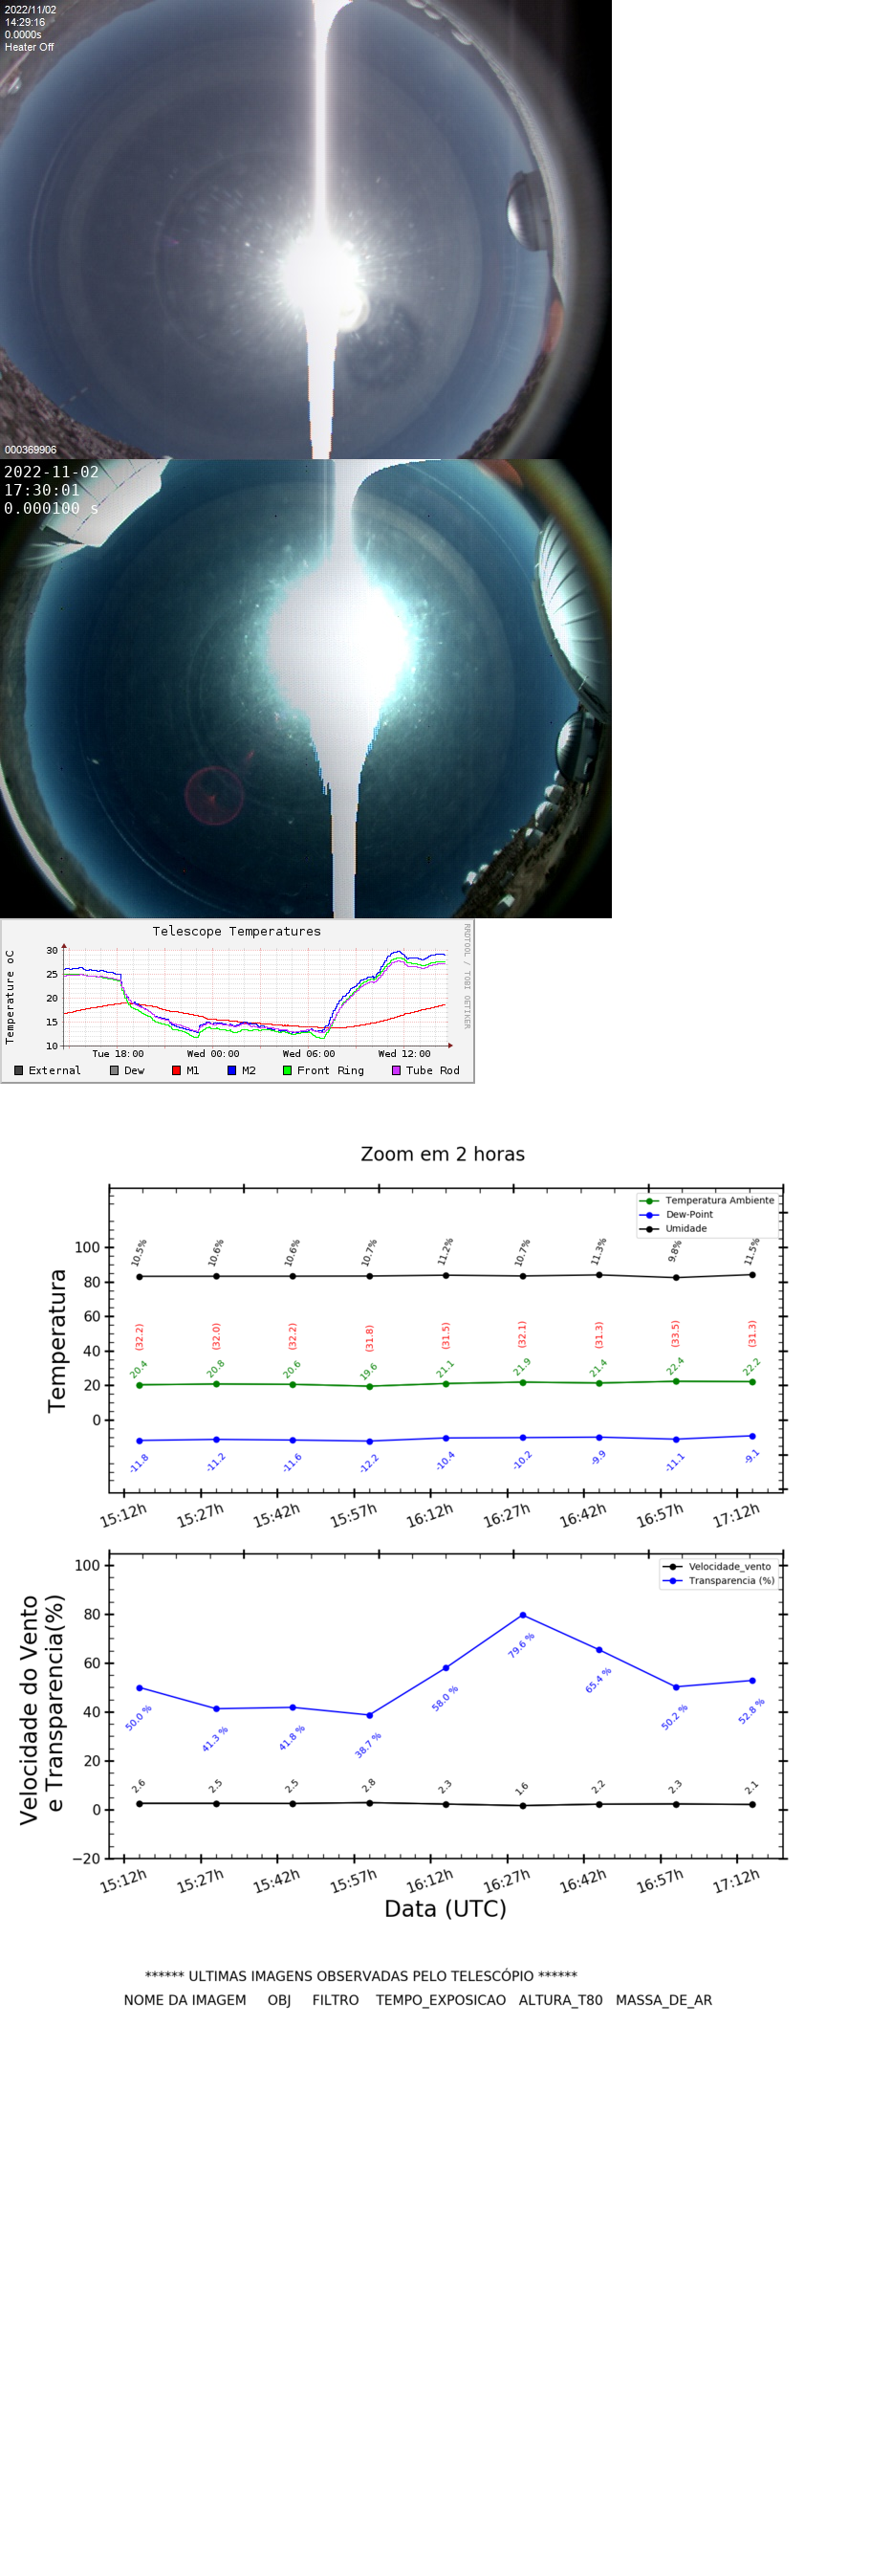 2022/11/02
14:29:16
0.0000s
Heater Off
000369906
2022-11-02
17:30:01
0.000100 s
Telescope Temperatures
RRDTOOL / TOBI OETIKER
Temperature oC
30
25
20
15
10
Tue 18:00 Wed 00:00 Wed 06:00 Wed 12:00
External Dew M1 M2 Front Ring Tube Rod
Zoom em 2 horas
Temperatura Ambiente
Dew-Point
Umidade
Temperatura
100
80
60
40
20
0
10.5% 10.6% 10.6% 10.7% 11.2% 10.7% 11.3% 9.8% 11.5%
(32.2) (32.0) (32.2) (31.8) (31.5) (32.1) (31.3) (33.5) (31.3)
20.4 20.8 20.6 19.6 21.1 21.9 21.4 22.4 22.2
-11.8 -11.2 -11.6 -12.2 -10.4 -10.2 -9.9 -11.1 -9.1
15:12h 15:27h 15:42h 15:57h 16:12h 16:27h 16:42h 16:57h 17:12h
Velocidade_vento
Transparencia (%)
Velocidade do Vento
e Transparencia(%)
100
80
60
40
20
0
−20
50.0 % 41.3 % 41.8 % 38.7 % 58.0 % 79.6 % 65.4 % 50.2 % 52.8 %
2.6 2.5 2.5 2.8 2.3 1.6 2.2 2.3 2.1
15:12h 15:27h 15:42h 15:57h 16:12h 16:27h 16:42h 16:57h 17:12h
Data (UTC)
****** ULTIMAS IMAGENS OBSERVADAS PELO TELESCÓPIO ******
NOME DA IMAGEM OBJ FILTRO TEMPO_EXPOSICAO ALTURA_T80 MASSA_DE_AR